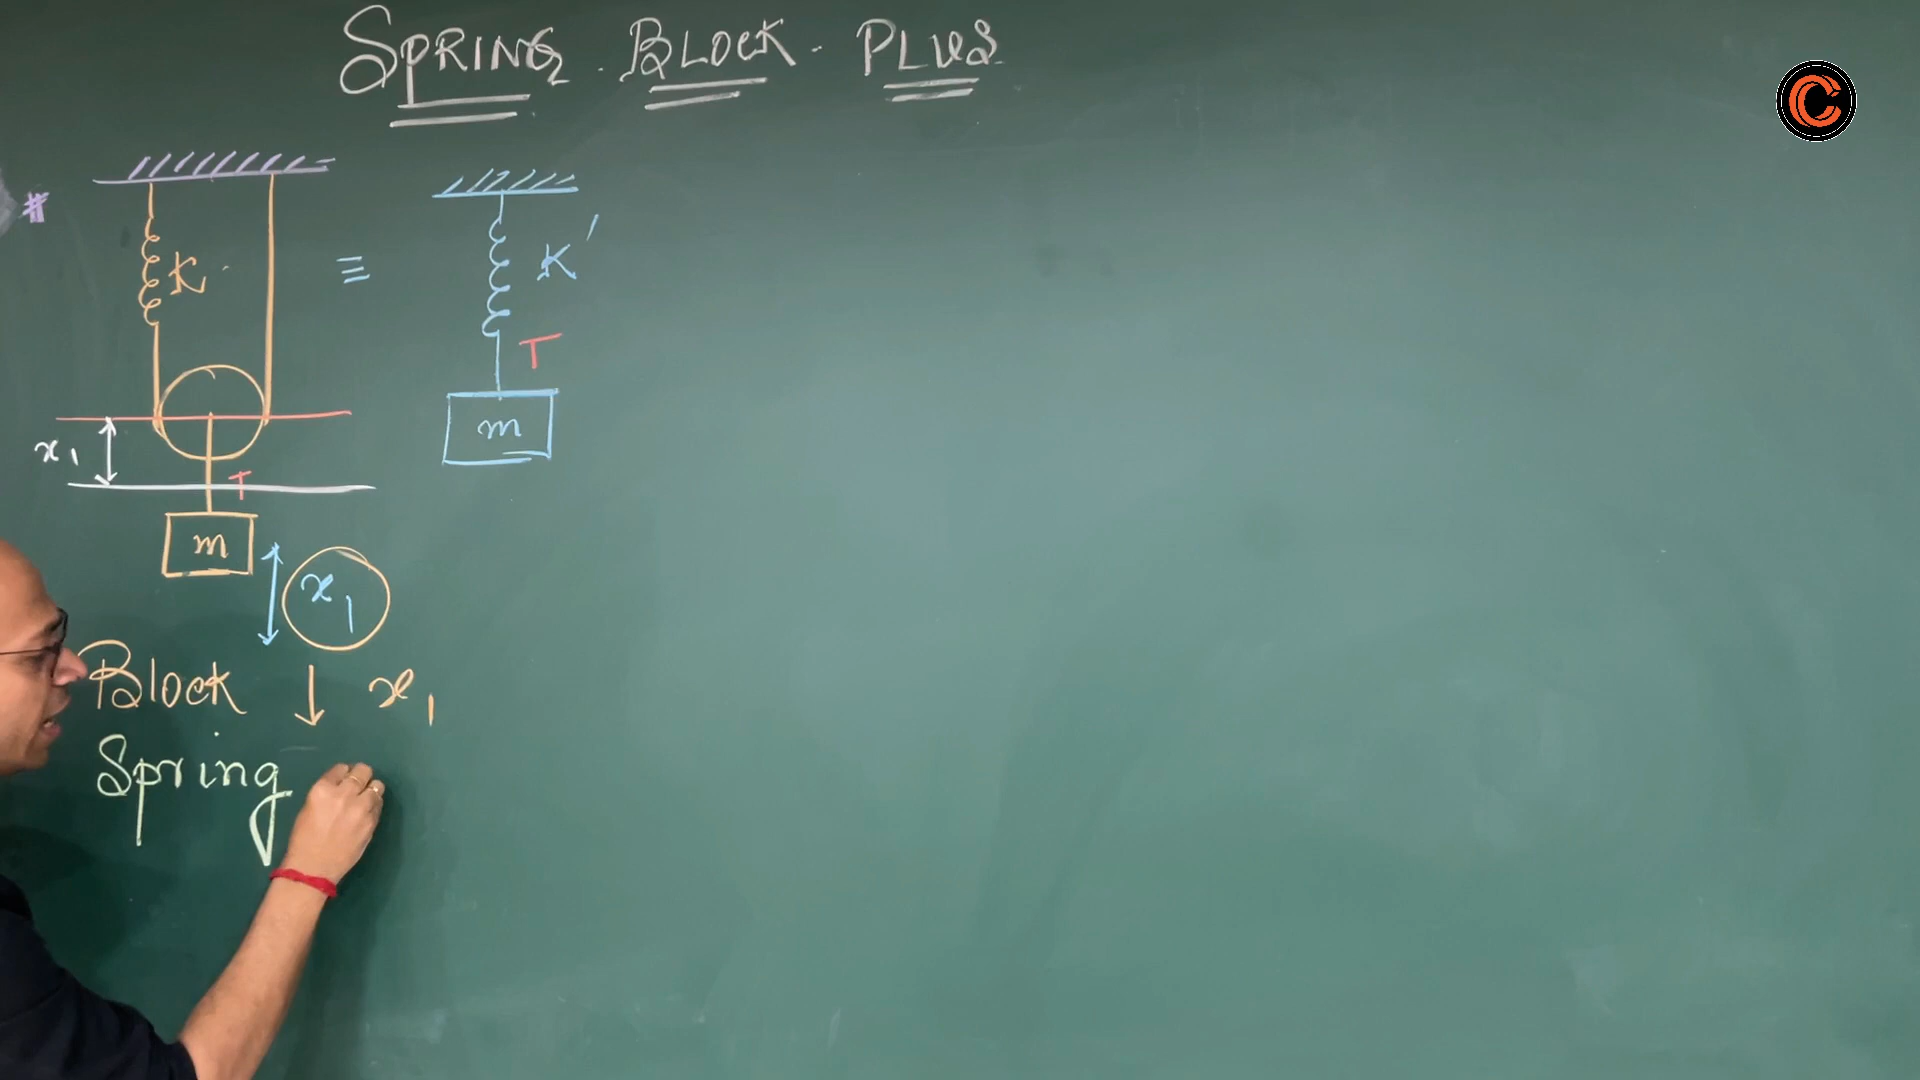 SPRING. BLOCK. PLUS.
*
K
≡
K'
T
x₁
T
m
m
x₁
Block ↓ x₁
Spring